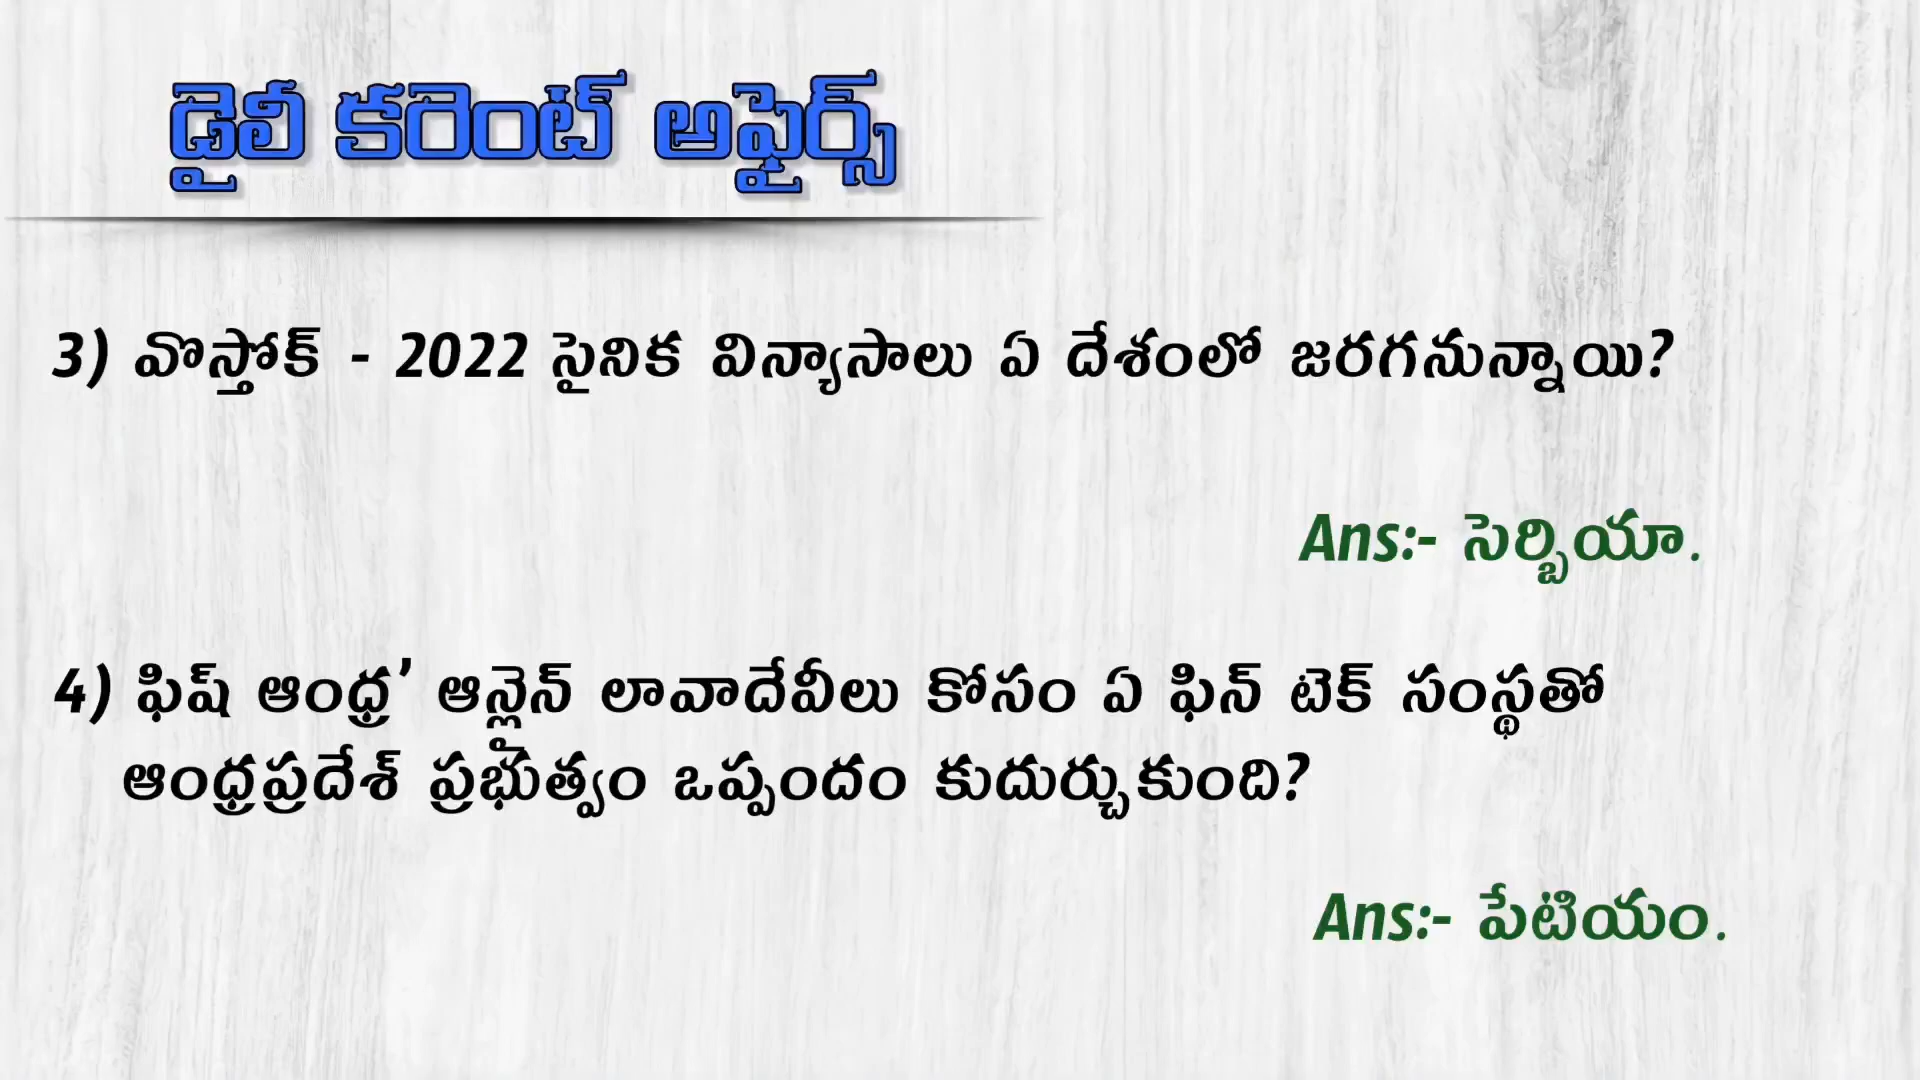 డైలీ కరెంట్ అఫైర్స్
3) వొస్తోక్ - 2022 సైనిక విన్యాసాలు ఏ దేశంలో జరగనున్నాయి?
Ans:- సెర్బియా.
4) ఫిష్ ఆంధ్ర’ ఆన్లైన్ లావాదేవీలు కోసం ఏ ఫిన్ టెక్ సంస్థతో
ఆంధ్రప్రదేశ్ ప్రభుత్వం ఒప్పందం కుదుర్చుకుంది?
Ans:- పేటియం.